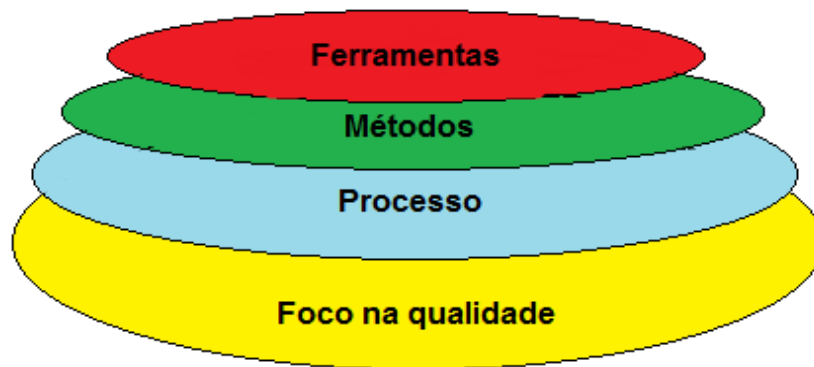 Ferramentas
Métodos
Processo
Foco na qualidade